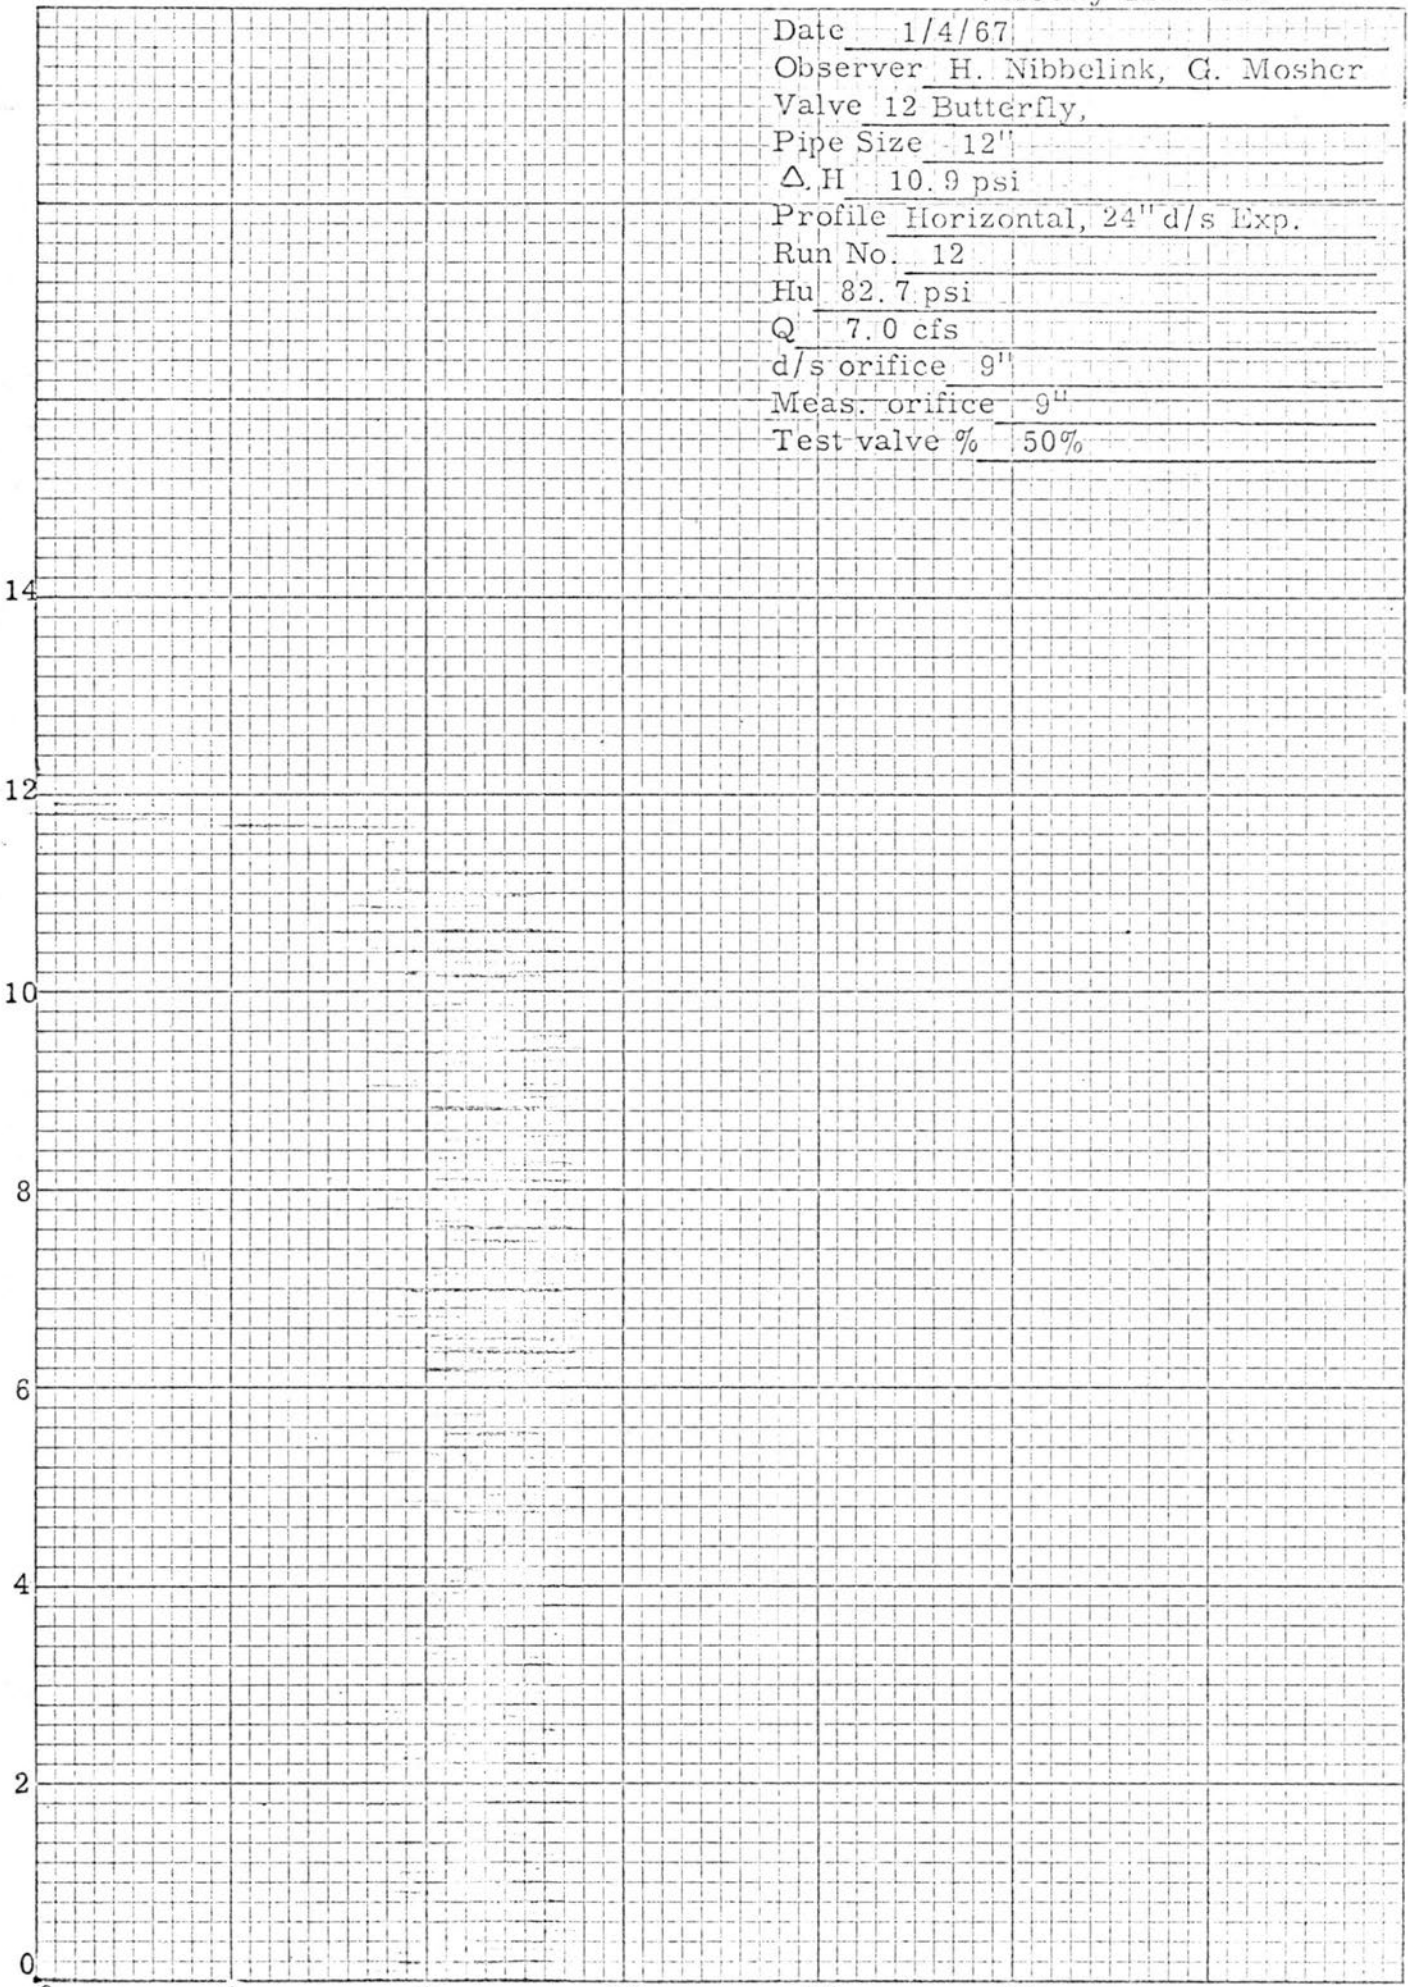 Date 1/4/67
Observer H. Nibbelink, G. Mosher
Valve 12 Butterfly,
Pipe Size 12"
Δ H 10.9 psi
Profile Horizontal, 24" d/s Exp.
Run No. 12
Hu 82.7 psi
Q 7.0 cfs
d/s orifice 9"
Meas. orifice 9"
Test valve % 50%
14
12
10
8
6
4
2
0